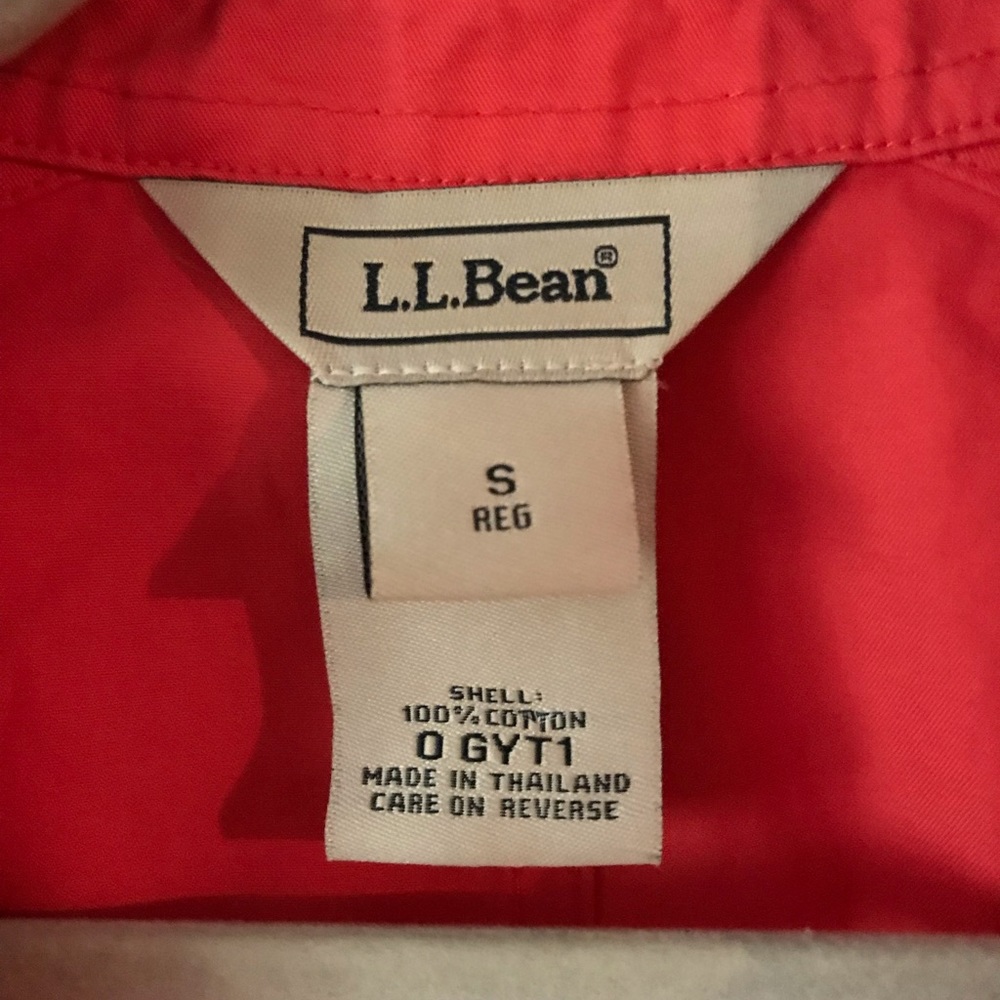 L.L.Bean®
S
REG
SHELL:
100% COTTON
0 GYT1
MADE IN THAILAND
CARE ON REVERSE